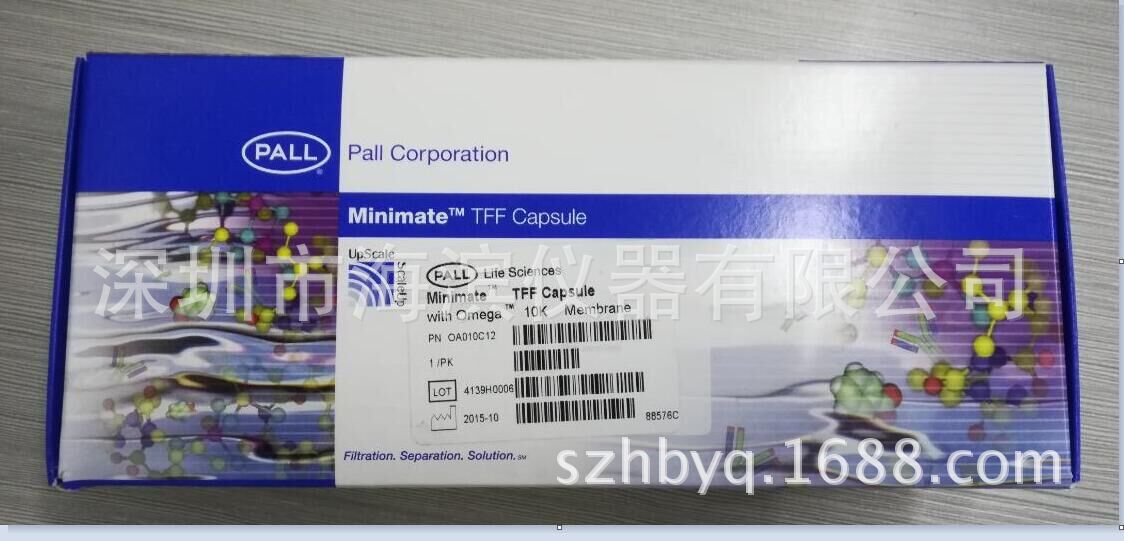 PALL
Pall Corporation
Minimate™ TFF Capsule
深圳市海滨仪器有限公司
UpScale
ScaleUp
PALL Life Sciences
Minimate™ TFF Capsule
with Omega™ 10K Membrane
PN OA010C12
1/PK
LOT 4139H0006
2015-10
88576C
Filtration. Separation. Solution.℠
szhbyq.1688.com